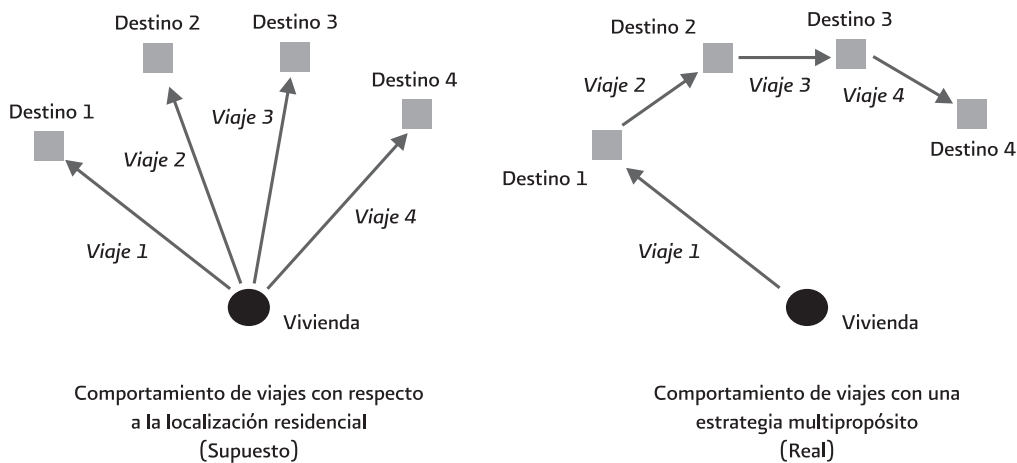 Destino 2
Destino 3
Destino 4
Destino 1
Viaje 3
Viaje 2
Viaje 4
Viaje 1
Vivienda
Comportamiento de viajes con respecto
a la localización residencial
(Supuesto)
Destino 3
Destino 2
Viaje 2
Viaje 3
Viaje 4
Destino 4
Destino 1
Viaje 1
Vivienda
Comportamiento de viajes con una
estrategia multipropósito
(Real)